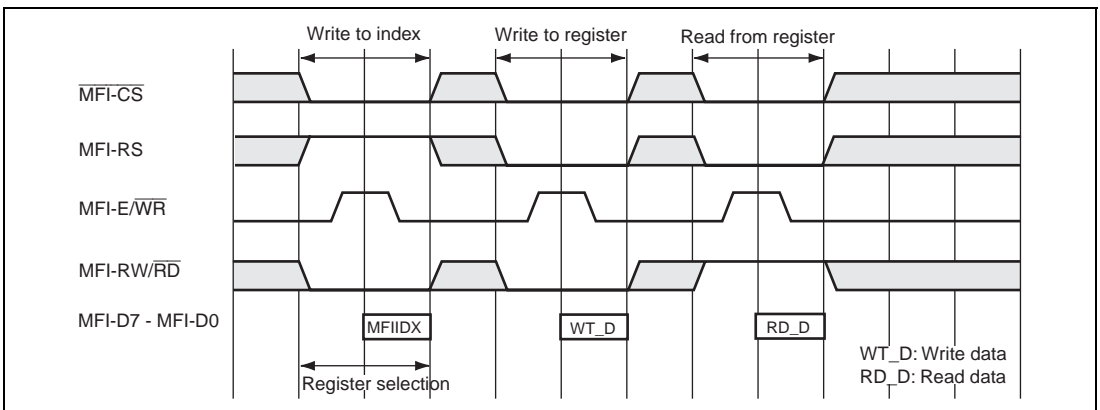 Write to index Write to register Read from register
MFI-CS
MFI-RS
MFI-E/WR
MFI-RW/RD
MFI-D7 - MFI-D0 MFIIDX WT_D RD_D
WT_D: Write data
Register selection RD_D: Read data